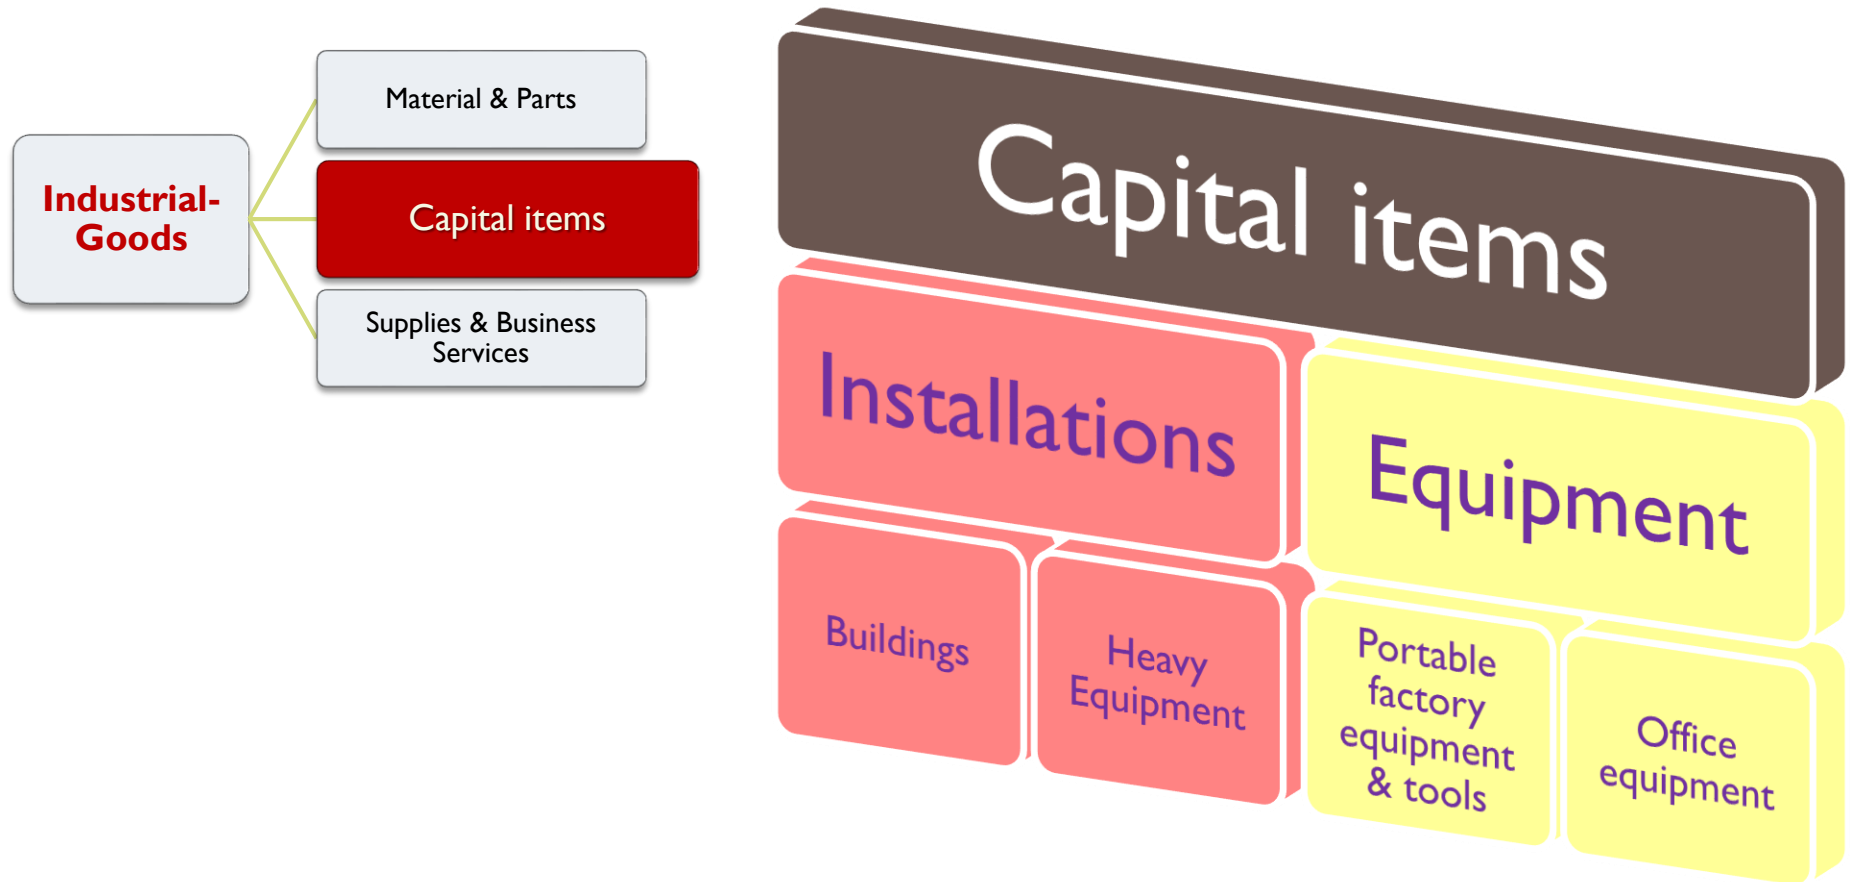 Industrial-
Goods
Material & Parts
Capital items
Supplies & Business
Services
Capital items
Installations
Equipment
Buildings
Heavy
Equipment
Portable
factory
equipment
& tools
Office
equipment